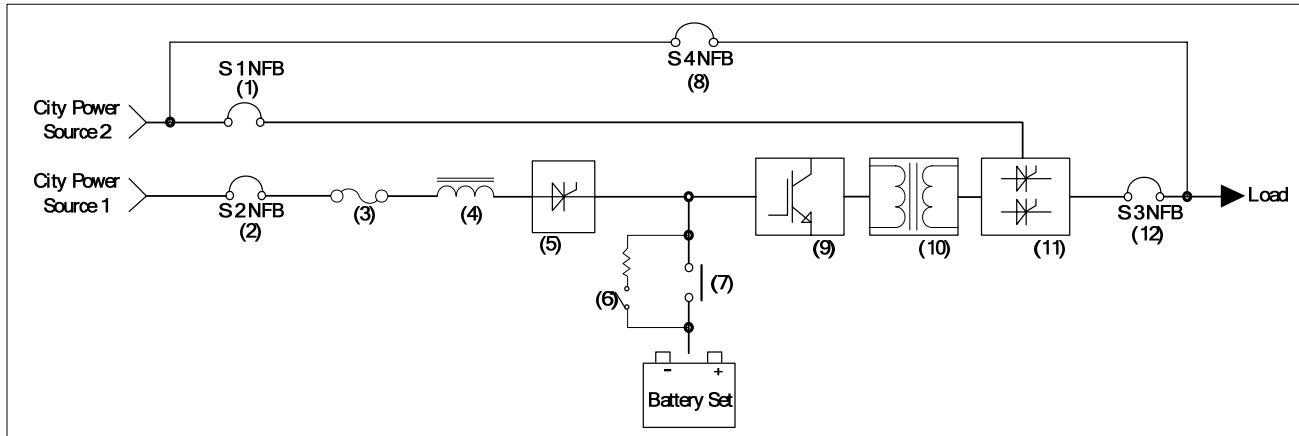 S4NFB
(8)
S1NFB
(1)
City Power
Source 2
City Power
Source 1
S2NFB
(2)
(3)
(4)
(5)
(6)
(7)
(9)
(10)
(11)
S3NFB
(12)
Load
- +
Battery Set